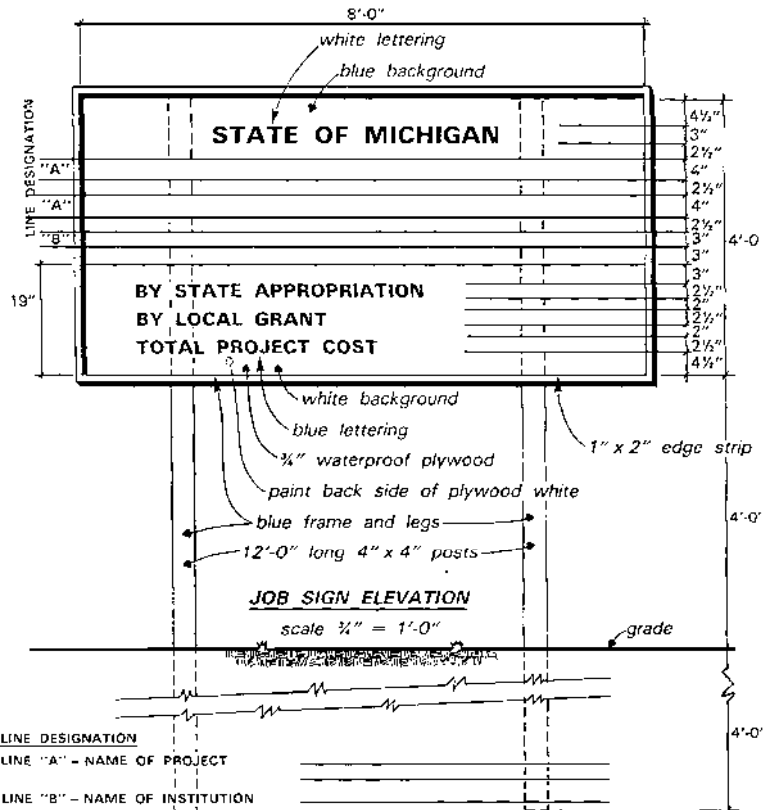 8'-0"
white lettering
blue background
STATE OF MICHIGAN
LINE DESIGNATION
"A"
"A"
"B"
4½"
3"
2½"
4"
2½"
4"
2½"
3"
3"
3"
2½"
2"
2½"
2"
2½"
4½"
4'-0
19"
BY STATE APPROPRIATION
BY LOCAL GRANT
TOTAL PROJECT COST
white background
blue lettering
¾" waterproof plywood
1" x 2" edge strip
paint back side of plywood white
blue frame and legs
4'-0'
12'-0" long 4" x 4" posts
JOB SIGN ELEVATION
scale ¾" = 1'-0"
grade
LINE DESIGNATION
4'-0'
LINE "A" – NAME OF PROJECT
LINE "B" – NAME OF INSTITUTION